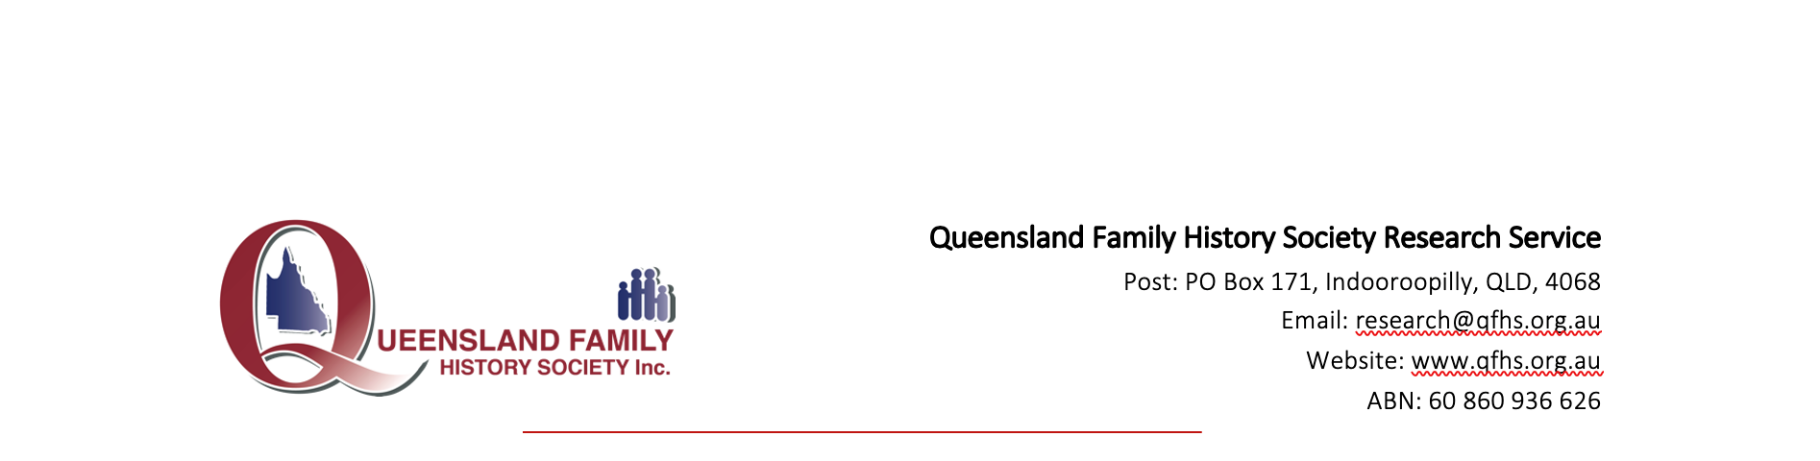 QUEENSLAND FAMILY
HISTORY SOCIETY Inc.
Queensland Family History Society Research Service
Post: PO Box 171, Indooroopilly, QLD, 4068
Email: research@qfhs.org.au
Website: www.qfhs.org.au
ABN: 60 860 936 626